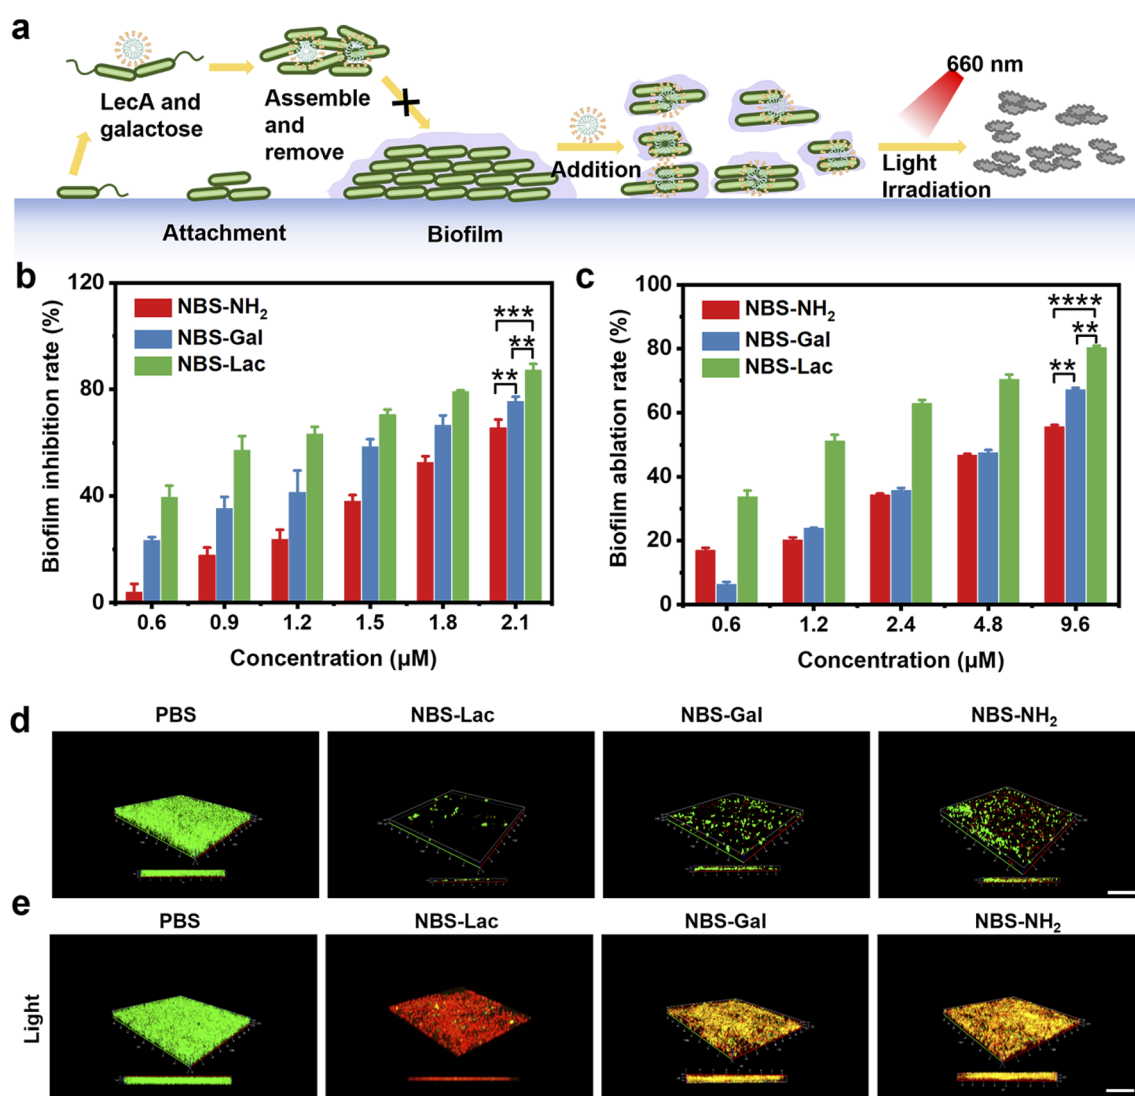 a
LecA and
galactose
Assemble
and
remove
Attachment
Biofilm
Addition
660 nm
Light
Irradiation
b
Biofilm inhibition rate (%)
120
80
40
0
NBS-NH₂
NBS-Gal
NBS-Lac
***
**
**
0.6 0.9 1.2 1.5 1.8 2.1
Concentration (μM)
c
Biofilm ablation rate (%)
100
80
60
40
20
0
NBS-NH₂
NBS-Gal
NBS-Lac
****
**
**
0.6 1.2 2.4 4.8 9.6
Concentration (μM)
d
PBS NBS-Lac NBS-Gal NBS-NH₂
e
PBS NBS-Lac NBS-Gal NBS-NH₂
Light